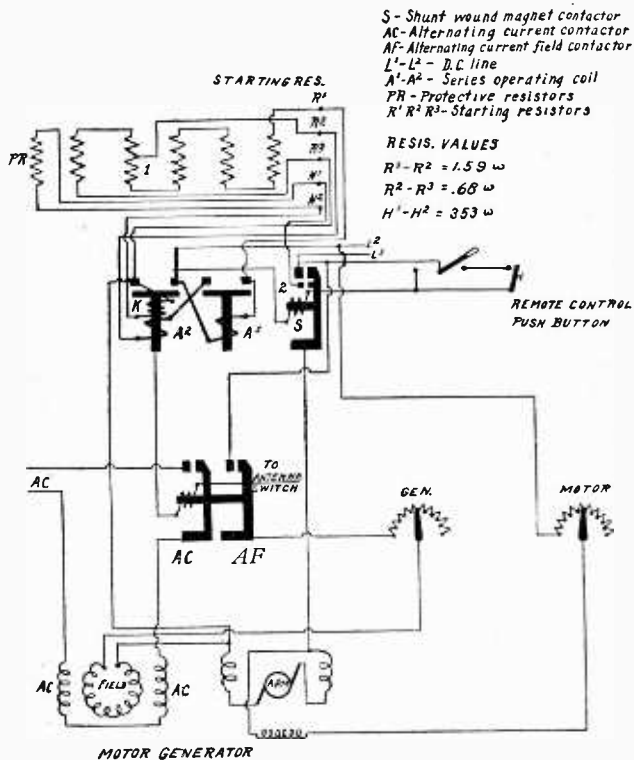 S - Shunt wound magnet contactor
AC - Alternating current contactor
AF - Alternating current field contactor
L¹-L² - D.C. line
A¹-A² - Series operating coil
PR - Protective resistors
R¹ R² R³ - Starting resistors
RESIS. VALUES
R¹-R² = 1.59 ω
R²-R³ = .68 ω
H¹-H² = 353 ω
STARTING RES.
R¹
R2
R3
H¹
H²
PR
1
L2
L¹
2
K
A²
A¹
S
REMOTE CONTROL
PUSH BUTTON
AC
TO
ANTENNA
SWITCH
AC
AF
GEN.
MOTOR
AC
FIELD
AC
MOTOR GENERATOR